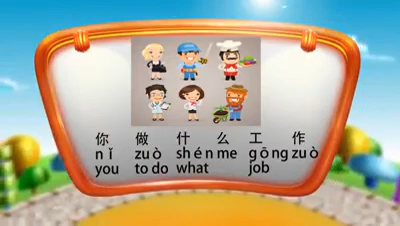 你 做 什 么 工 作
nǐ zuò shénme gōngzuò
you to do what job